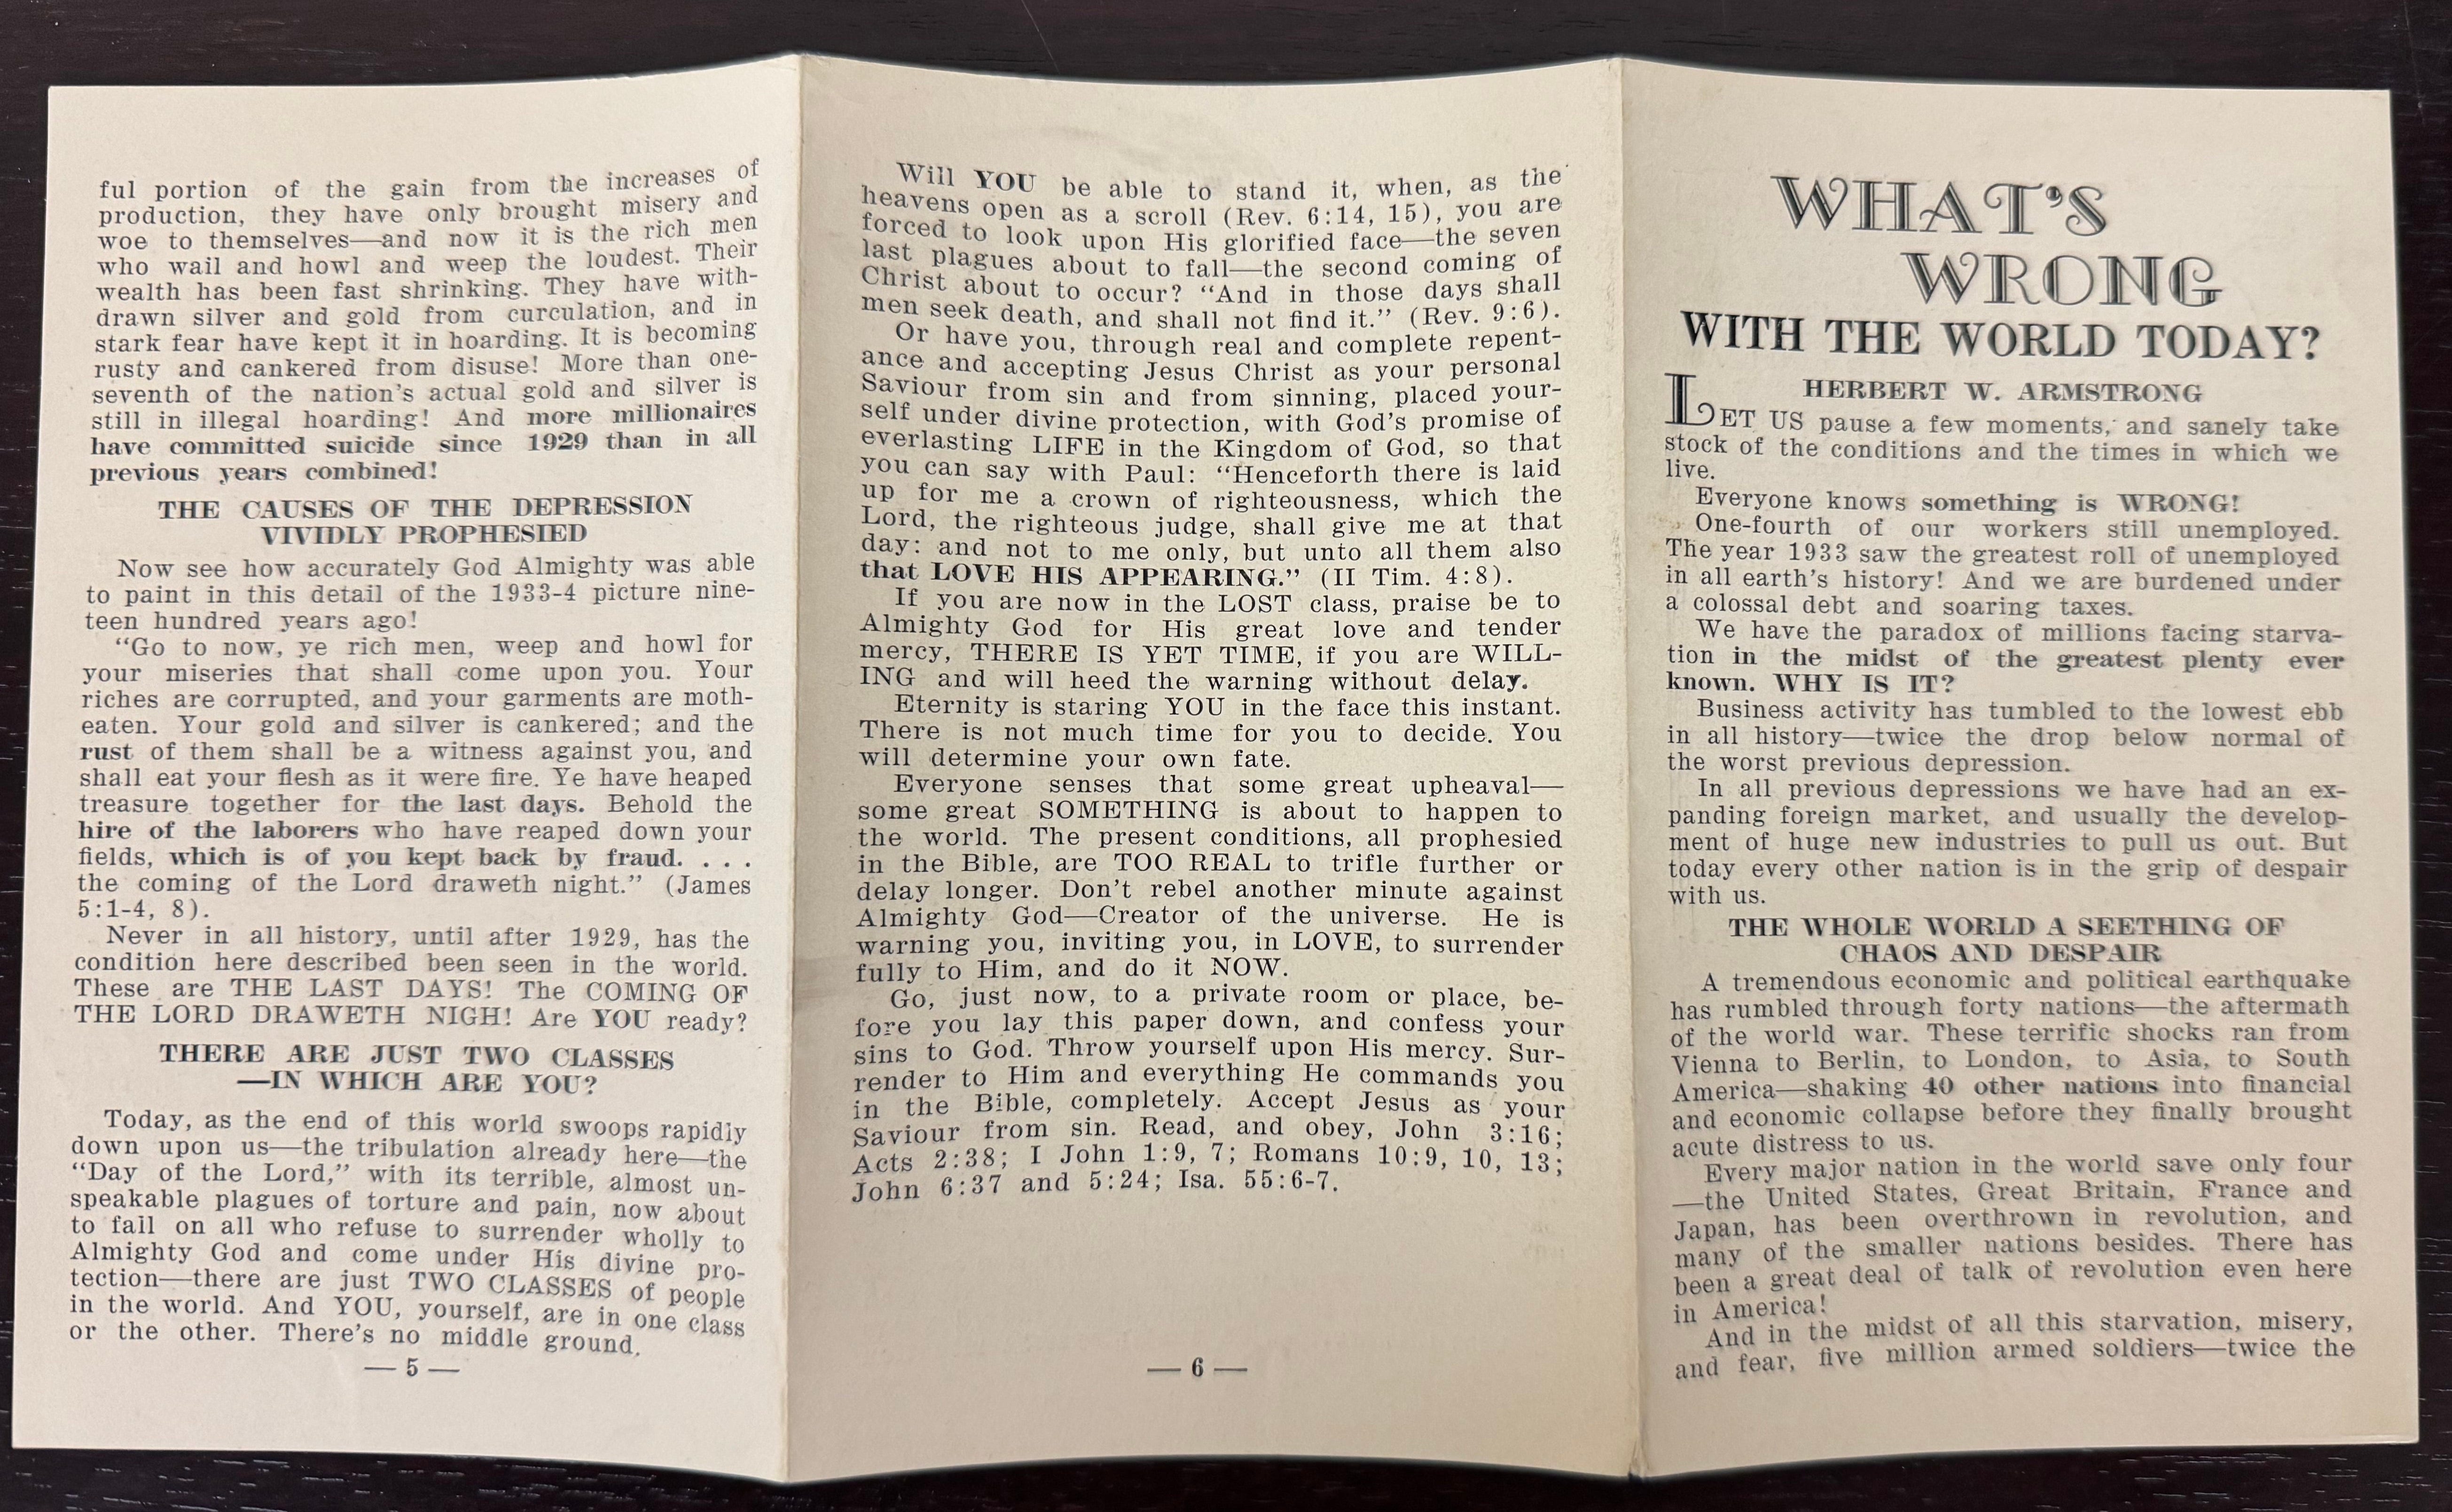 ful portion of the gain from the increases of
production, they have only brought misery and
woe to themselves—and now it is the rich men
who wail and howl and weep the loudest. Their
wealth has been fast shrinking. They have with-
drawn silver and gold from curculation, and in
stark fear have kept it in hoarding. It is becoming
rusty and cankered from disuse! More than one-
seventh of the nation's actual gold and silver is
still in illegal hoarding! And more millionaires
have committed suicide since 1929 than in all
previous years combined!
THE CAUSES OF THE DEPRESSION
VIVIDLY PROPHESIED
Now see how accurately God Almighty was able
to paint in this detail of the 1933-4 picture nine-
teen hundred years ago!
"Go to now, ye rich men, weep and howl for
your miseries that shall come upon you. Your
riches are corrupted, and your garments are moth-
eaten. Your gold and silver is cankered; and the
rust of them shall be a witness against you, and
shall eat your flesh as it were fire. Ye have heaped
treasure together for the last days. Behold the
hire of the laborers who have reaped down your
fields, which is of you kept back by fraud. . . .
the coming of the Lord draweth night." (James
5:1-4, 8).
Never in all history, until after 1929, has the
condition here described been seen in the world.
These are THE LAST DAYS! The COMING OF
THE LORD DRAWETH NIGH! Are YOU ready?
THERE ARE JUST TWO CLASSES
—IN WHICH ARE YOU?
Today, as the end of this world swoops rapidly
down upon us—the tribulation already here—the
"Day of the Lord," with its terrible, almost un-
speakable plagues of torture and pain, now about
to fall on all who refuse to surrender wholly to
Almighty God and come under His divine pro-
tection—there are just TWO CLASSES of people
in the world. And YOU, yourself, are in one class
or the other. There's no middle ground.
— 5 —
Will YOU be able to stand it, when, as the
heavens open as a scroll (Rev. 6:14, 15), you are
forced to look upon His glorified face—the seven
last plagues about to fall—the second coming of
Christ about to occur? "And in those days shall
men seek death, and shall not find it." (Rev. 9:6).
Or have you, through real and complete repent-
ance and accepting Jesus Christ as your personal
Saviour from sin and from sinning, placed your-
self under divine protection, with God's promise of
everlasting LIFE in the Kingdom of God, so that
you can say with Paul: "Henceforth there is laid
up for me a crown of righteousness, which the
Lord, the righteous judge, shall give me at that
day: and not to me only, but unto all them also
that LOVE HIS APPEARING." (II Tim. 4:8).
If you are now in the LOST class, praise be to
Almighty God for His great love and tender
mercy, THERE IS YET TIME, if you are WILL-
ING and will heed the warning without delay.
Eternity is staring YOU in the face this instant.
There is not much time for you to decide. You
will determine your own fate.
Everyone senses that some great upheaval—
some great SOMETHING is about to happen to
the world. The present conditions, all prophesied
in the Bible, are TOO REAL to trifle further or
delay longer. Don't rebel another minute against
Almighty God—Creator of the universe. He is
warning you, inviting you, in LOVE, to surrender
fully to Him, and do it NOW.
Go, just now, to a private room or place, be-
fore you lay this paper down, and confess your
sins to God. Throw yourself upon His mercy. Sur-
render to Him and everything He commands you
in the Bible, completely. Accept Jesus as your
Saviour from sin. Read, and obey, John 3:16;
Acts 2:38; I John 1:9, 7; Romans 10:9, 10, 13;
John 6:37 and 5:24; Isa. 55:6-7.
— 6 —
WHAT'S
WRONG
WITH THE WORLD TODAY?
HERBERT W. ARMSTRONG
LET US pause a few moments, and sanely take
stock of the conditions and the times in which we
live.
Everyone knows something is WRONG!
One-fourth of our workers still unemployed.
The year 1933 saw the greatest roll of unemployed
in all earth's history! And we are burdened under
a colossal debt and soaring taxes.
We have the paradox of millions facing starva-
tion in the midst of the greatest plenty ever
known. WHY IS IT?
Business activity has tumbled to the lowest ebb
in all history—twice the drop below normal of
the worst previous depression.
In all previous depressions we have had an ex-
panding foreign market, and usually the develop-
ment of huge new industries to pull us out. But
today every other nation is in the grip of despair
with us.
THE WHOLE WORLD A SEETHING OF
CHAOS AND DESPAIR
A tremendous economic and political earthquake
has rumbled through forty nations—the aftermath
of the world war. These terrific shocks ran from
Vienna to Berlin, to London, to Asia, to South
America—shaking 40 other nations into financial
and economic collapse before they finally brought
acute distress to us.
Every major nation in the world save only four
—the United States, Great Britain, France and
Japan, has been overthrown in revolution, and
many of the smaller nations besides. There has
been a great deal of talk of revolution even here
in America!
And in the midst of all this starvation, misery,
and fear, five million armed soldiers—twice the